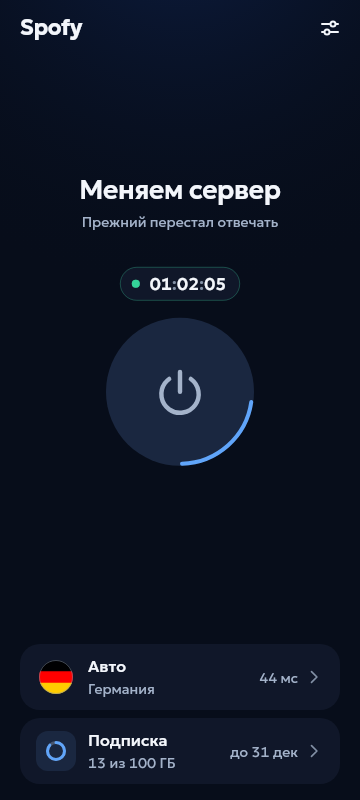 Spofy
Меняем сервер
Прежний перестал отвечать
01:02:05
Авто
Германия
44 мс
Подписка
13 из 100 ГБ
до 31 дек